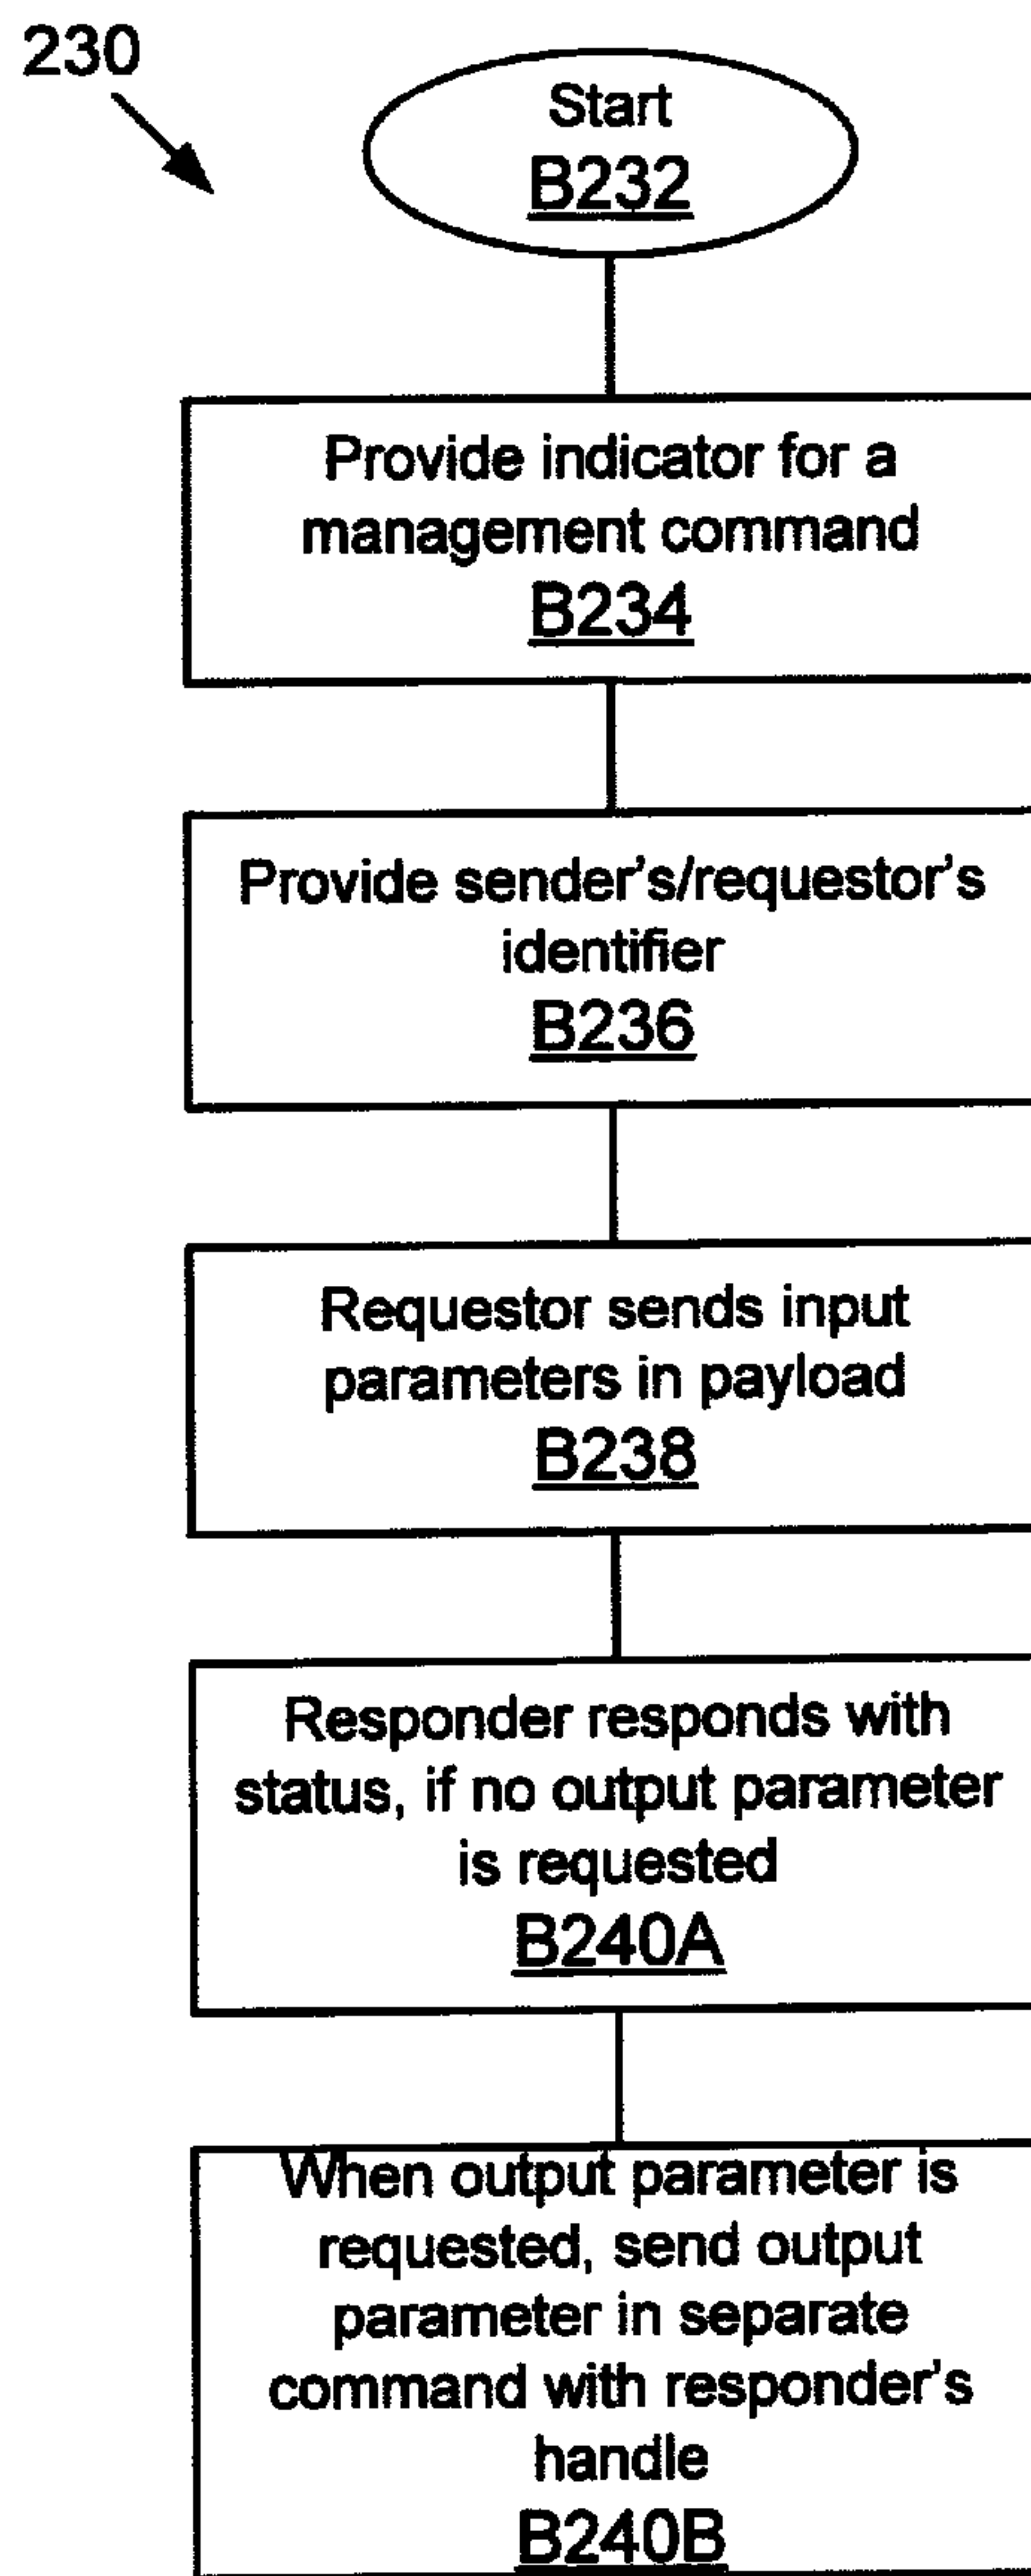 230
Start
B232
Provide indicator for a
management command
B234
Provide sender's/requestor's
identifier
B236
Requestor sends input
parameters in payload
B238
Responder responds with
status, if no output parameter
is requested
B240A
When output parameter is
requested, send output
parameter in separate
command with responder's
handle
B240B